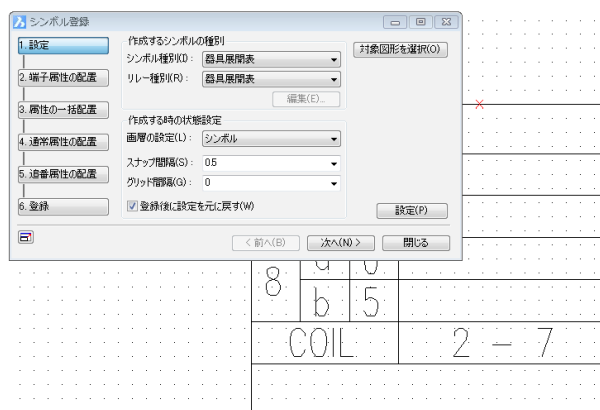 シンボル登録
1. 設定
2. 端子属性の配置
3. 属性の一括配置
4. 通常属性の配置
5. 追番属性の配置
6. 登録
作成するシンボルの種別
シンボル種別(I): 器具展開表
リレー種別(R): 器具展開表
編集(E)...
対象図形を選択(O)
作成する時の状態設定
画層の設定(L): シンボル
スナップ間隔(S): 0.5
グリッド間隔(G): 0
登録後に設定を元に戻す(W)
設定(P)
< 前へ(B)
次へ(N) >
閉じる
8
b 5
COIL 2 - 7